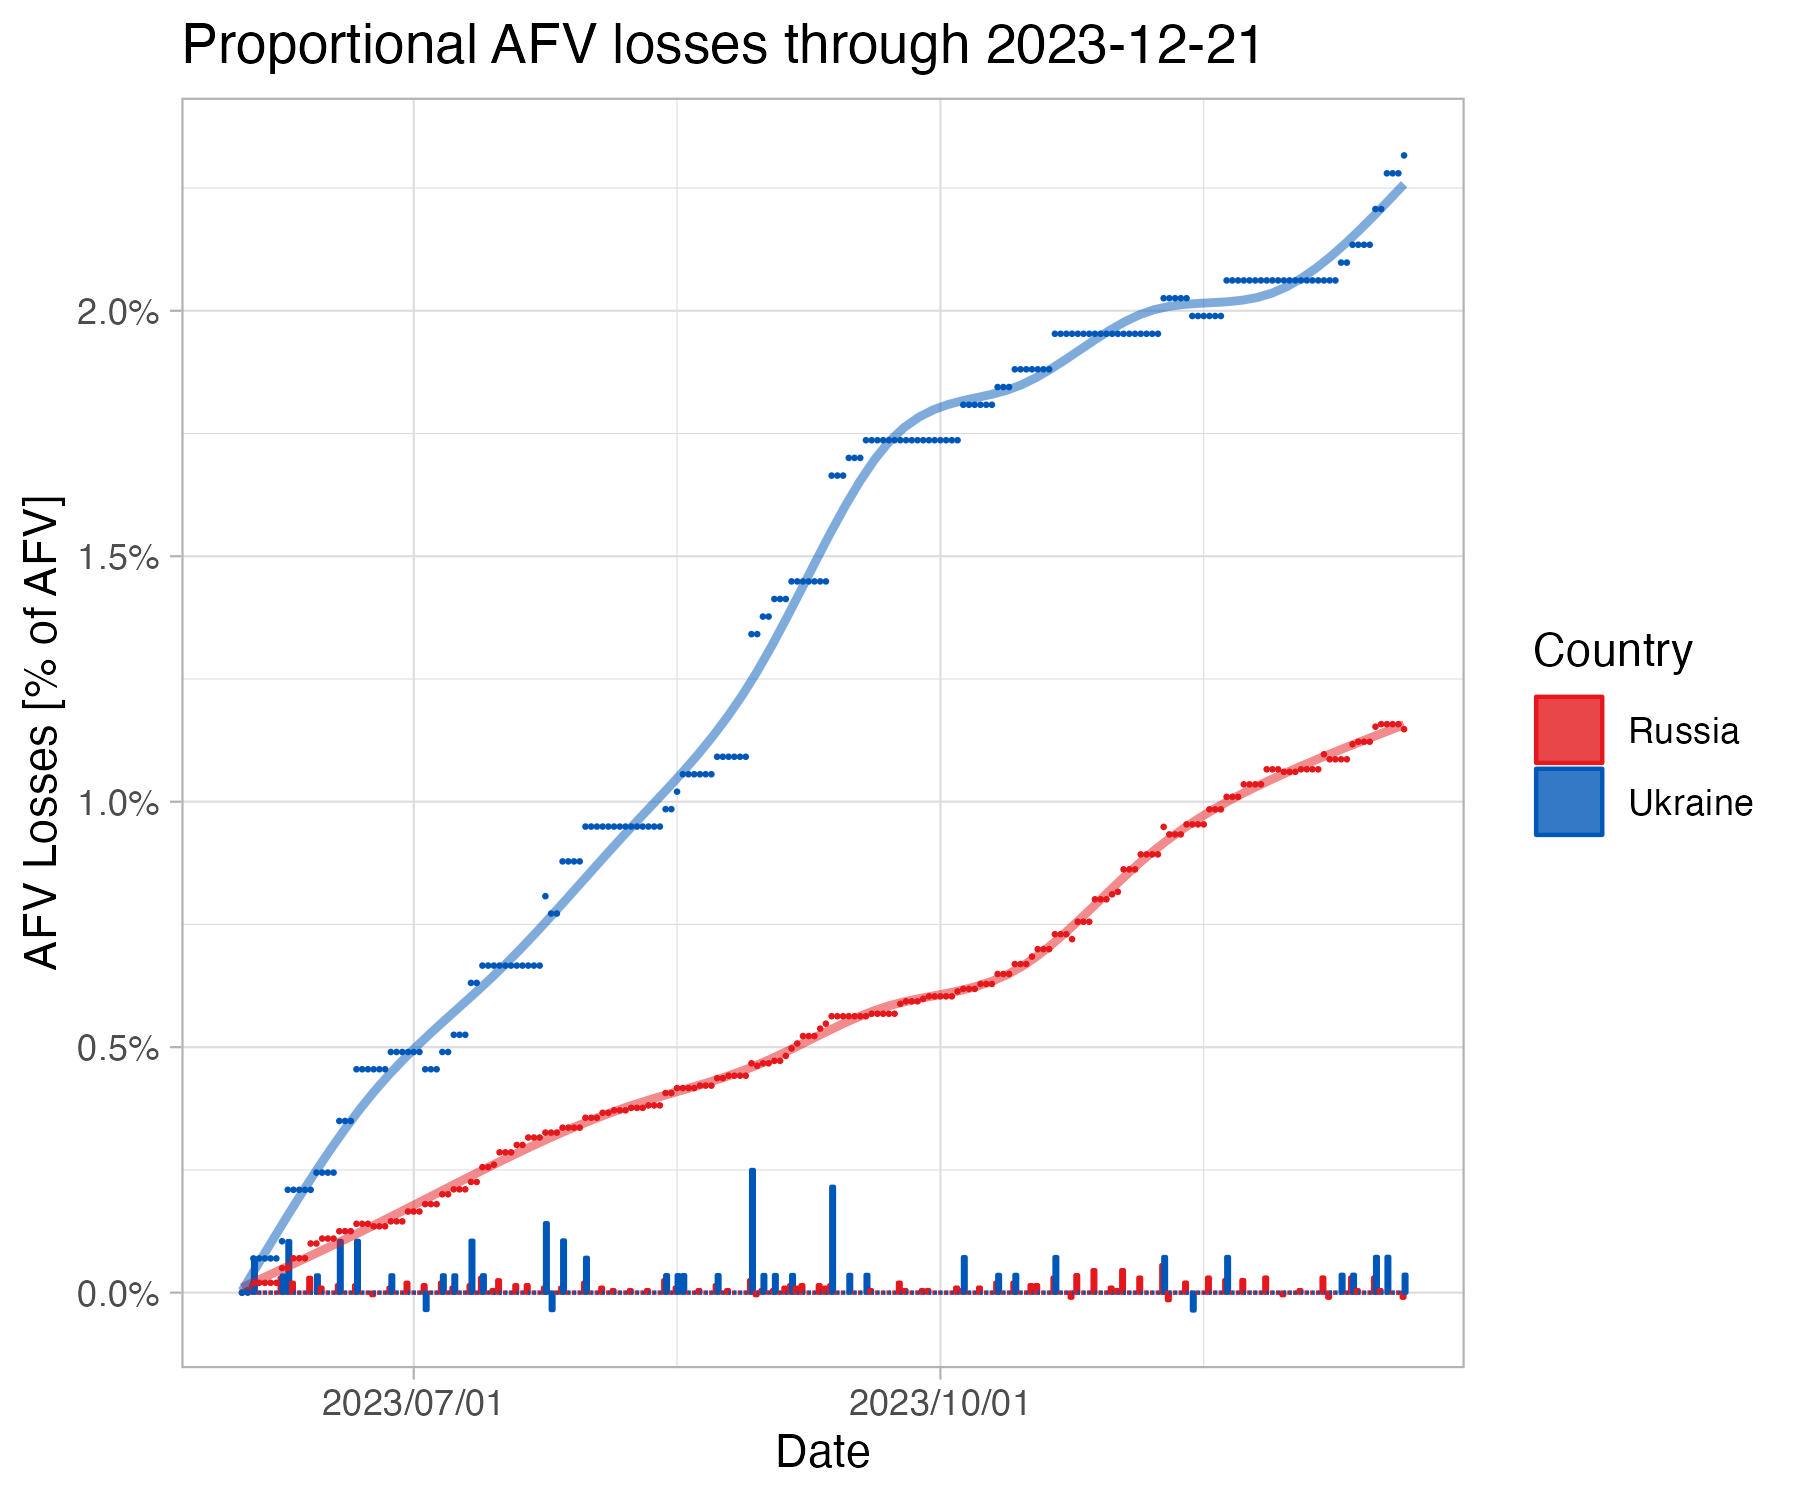 Proportional AFV losses through 2023-12-21
AFV Losses [% of AFV]
2.0%
1.5%
1.0%
0.5%
0.0%
2023/07/01
2023/10/01
Date
Country
Russia
Ukraine